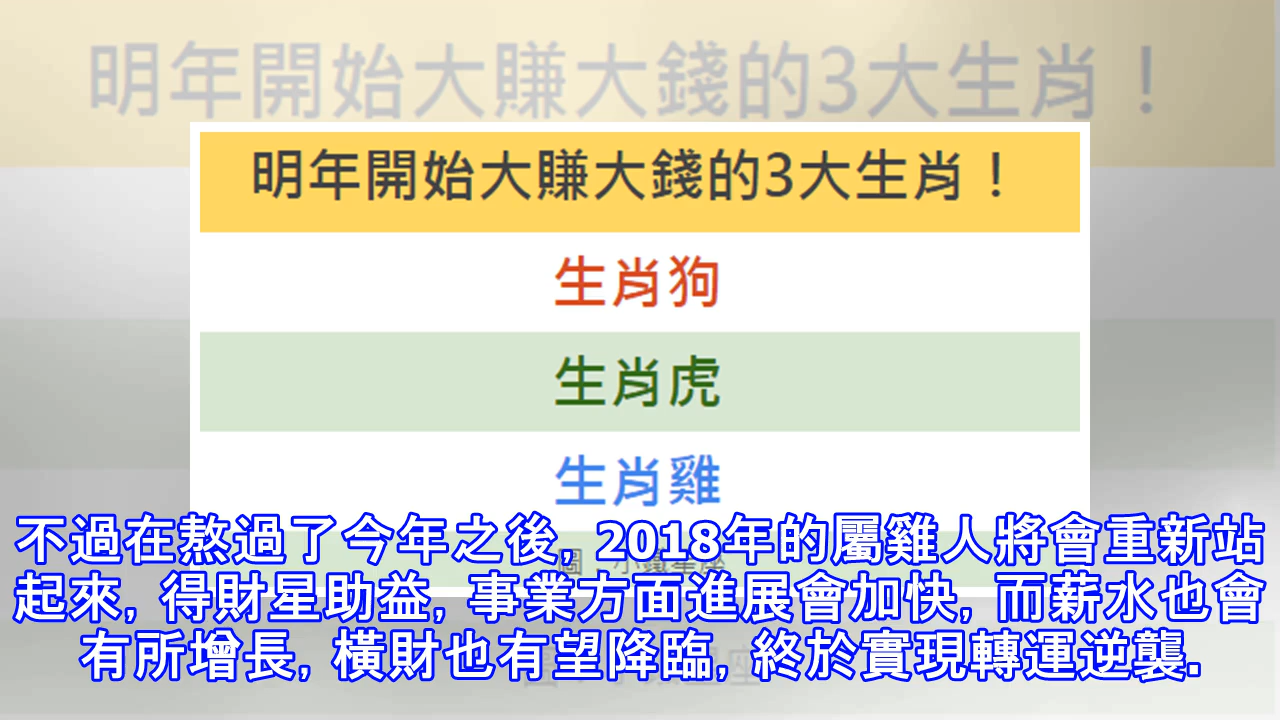 明年開始大賺大錢的3大生肖！
明年開始大賺大錢的3大生肖！
生肖狗
生肖虎
生肖雞
不過在熬過了今年之後, 2018年的屬雞人將會重新站
起來, 得財星助益, 事業方面進展會加快, 而薪水也會
有所增長, 橫財也有望降臨, 終於實現轉運逆襲.